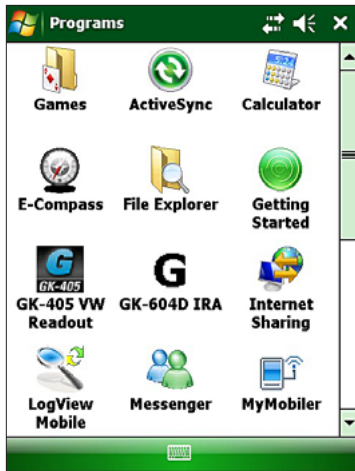 Programs
Games ActiveSync Calculator
E-Compass File Explorer Getting
Started
G
GK-405
G
GK-405 VW GK-604D IRA Internet
Readout Sharing
LogView Messenger MyMobiler
Mobile